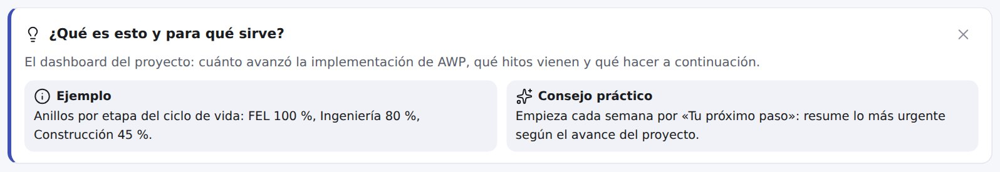 ¿Qué es esto y para qué sirve?
El dashboard del proyecto: cuánto avanzó la implementación de AWP, qué hitos vienen y qué hacer a continuación.
Ejemplo
Anillos por etapa del ciclo de vida: FEL 100 %, Ingeniería 80 %,
Construcción 45 %.
Consejo práctico
Empieza cada semana por «Tu próximo paso»: resume lo más urgente
según el avance del proyecto.